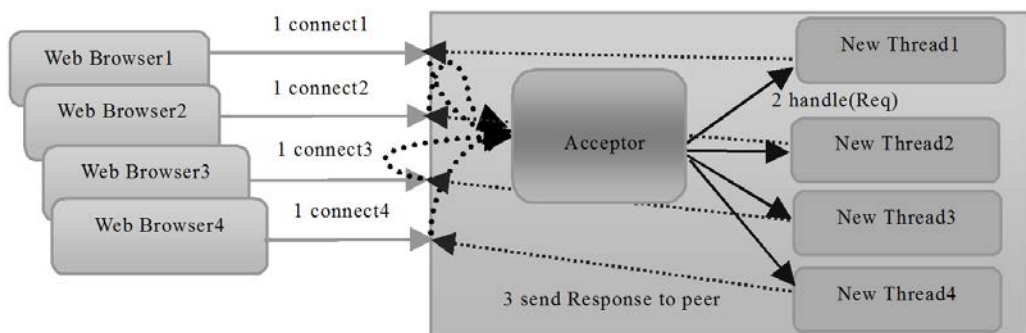 1 connect1
New Thread1
Web Browser1
1 connect2
2 handle(Req)
Web Browser2
Acceptor
New Thread2
1 connect3
Web Browser3
New Thread3
1 connect4
Web Browser4
3 send Response to peer
New Thread4